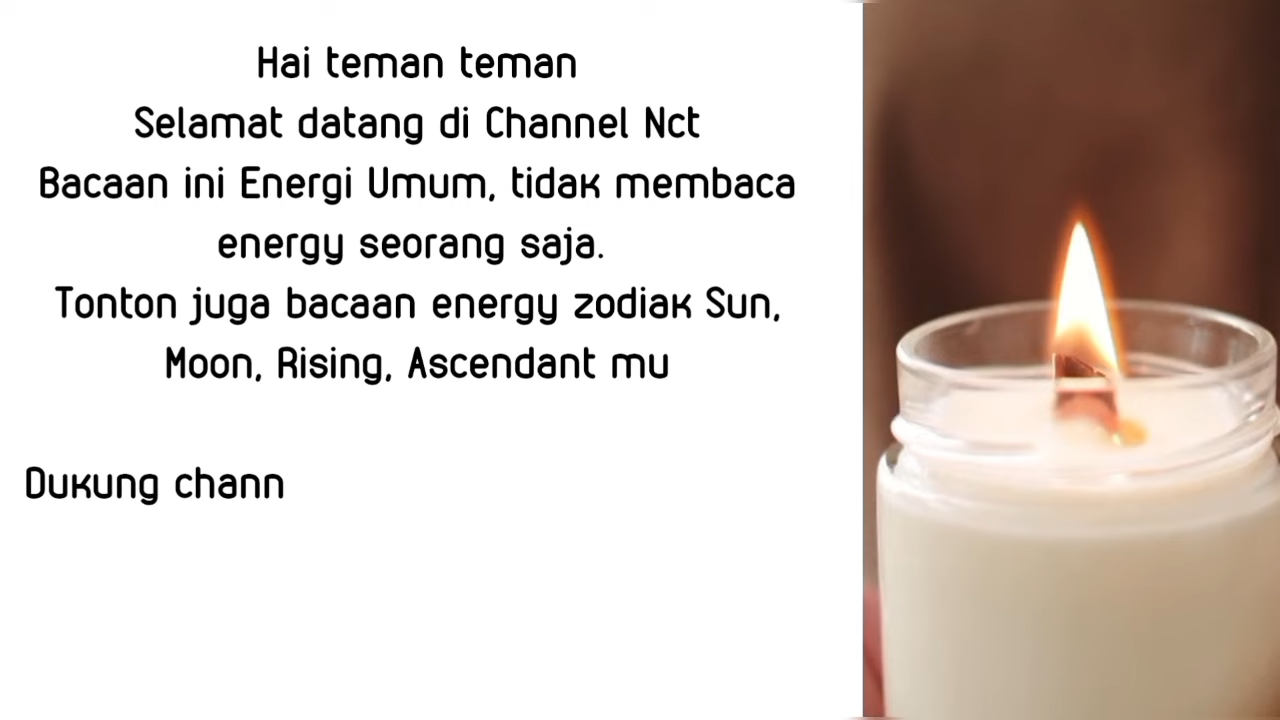 Hai teman teman
Selamat datang di Channel Nct
Bacaan ini Energi Umum, tidak membaca
energy seorang saja.
Tonton juga bacaan energy zodiak Sun,
Moon, Rising, Ascendant mu
Dukung chann